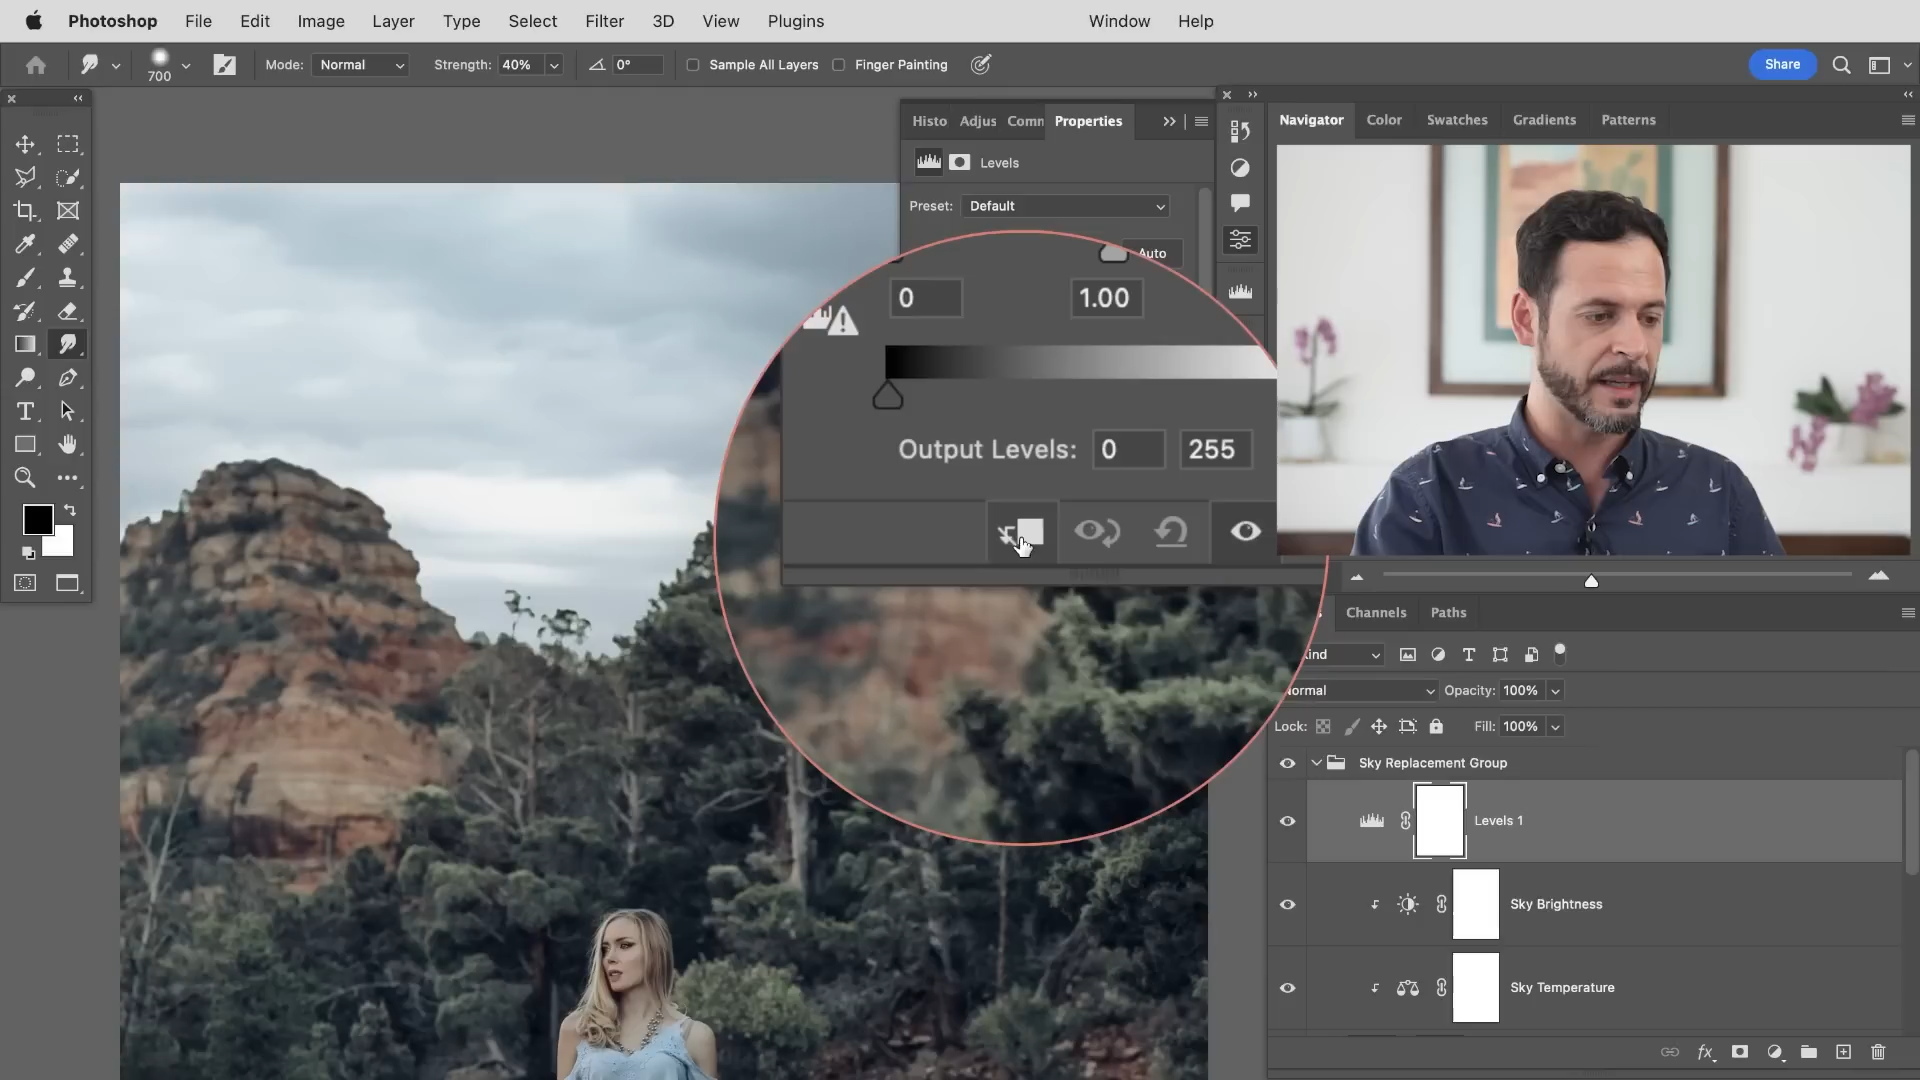 Photoshop File Edit Image Layer Type Select Filter 3D View Plugins Window Help
700 Mode: Normal Strength: 40% 0° Sample All Layers Finger Painting Share
Histo Adjus Comm Properties
Navigator Color Swatches Gradients Patterns
Levels
Preset: Default
Auto
0 1.00
Output Levels: 0 255
Channels Paths
ind
ormal Opacity: 100%
Lock: Fill: 100%
Sky Replacement Group
Levels 1
Sky Brightness
Sky Temperature
fx